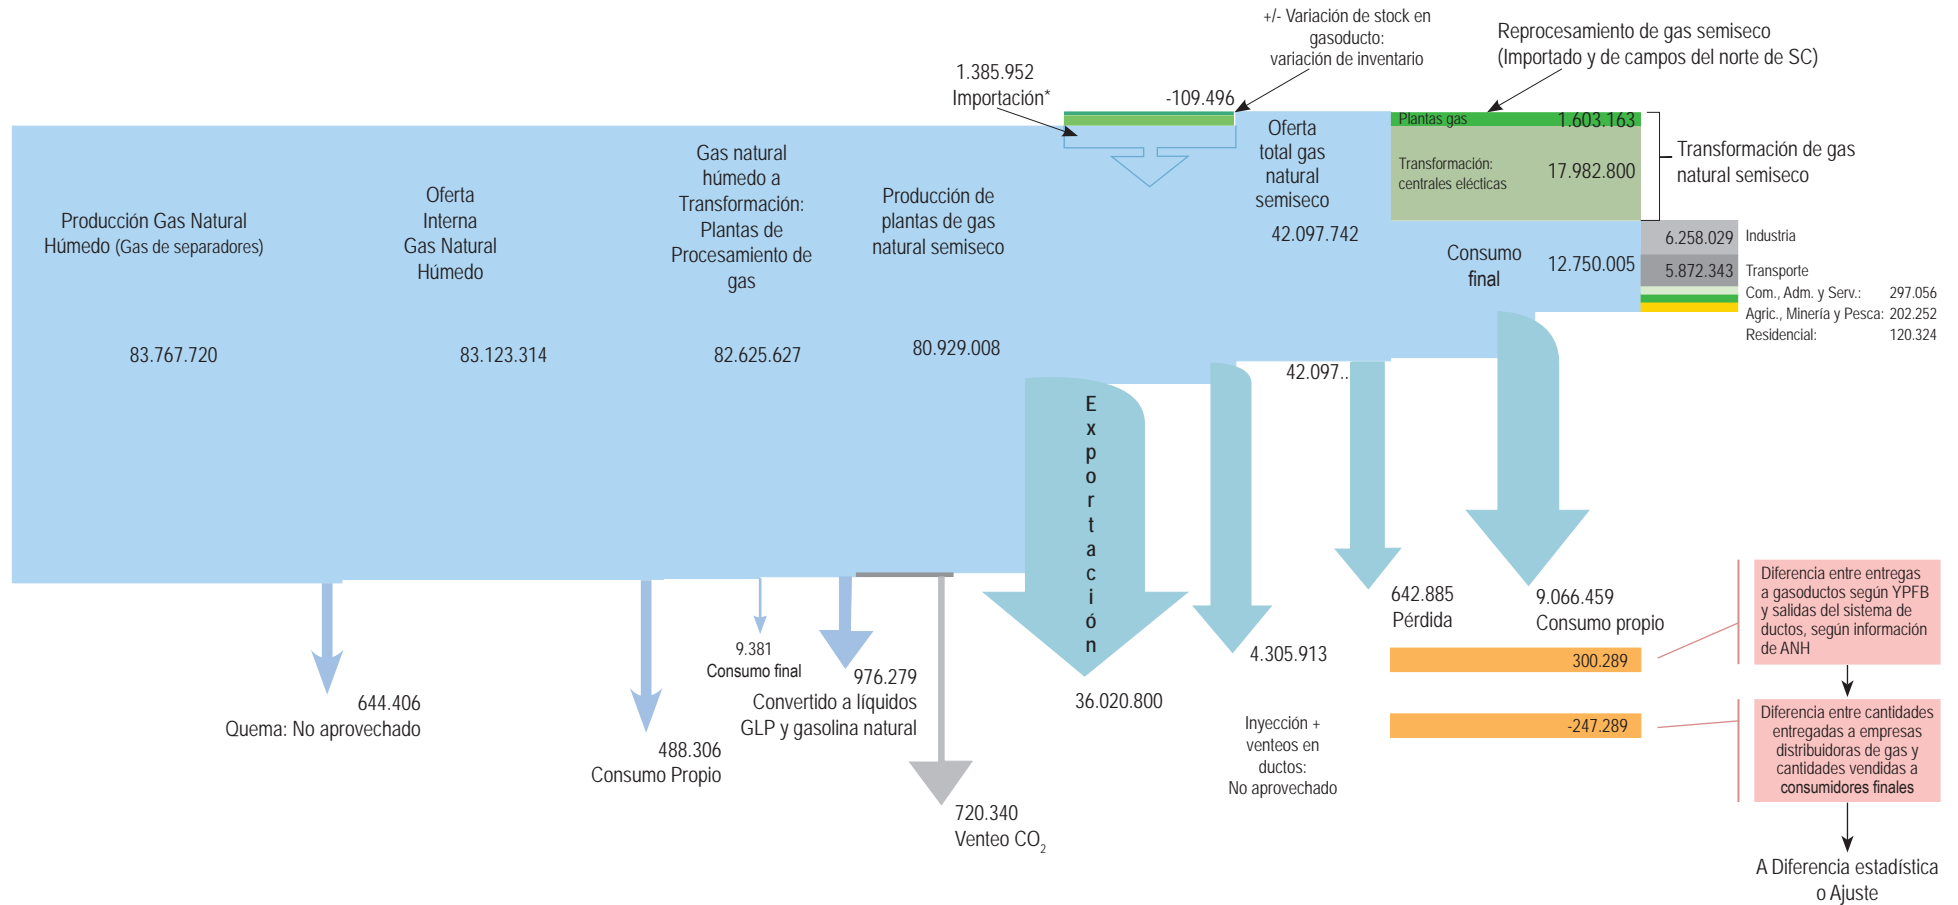 +/- Variación de stock en
gasoducto:
variación de inventario
Reprocesamiento de gas semiseco
(Importado y de campos del norte de SC)
1.385.952
Importación*
-109.496
Producción Gas Natural
Húmedo (Gas de separadores)
83.767.720
Oferta
Interna
Gas Natural
Húmedo
83.123.314
Gas natural
húmedo a
Transformación:
Plantas de
Procesamiento de
gas
82.625.627
Producción de
plantas de gas
natural semiseco
80.929.008
Oferta
total gas
natural
semiseco
42.097.742
42.097..
Plantas gas
1.603.163
Transformación:
centrales elécticas
17.982.800
Transformación de gas
natural semiseco
Consumo
final
12.750.005
6.258.029 Industria
5.872.343 Transporte
Com., Adm. y Serv.: 297.056
Agric., Minería y Pesca: 202.252
Residencial: 120.324
644.406
Quema: No aprovechado
488.306
Consumo Propio
9.381
Consumo final
976.279
Convertido a líquidos
GLP y gasolina natural
720.340
Venteo CO2
Exportación
36.020.800
4.305.913
Inyección +
venteos en
ductos:
No aprovechado
642.885
Pérdida
9.066.459
Consumo propio
300.289
-247.289
Diferencia entre entregas
a gasoductos según YPFB
y salidas del sistema de
ductos, según información
de ANH
Diferencia entre cantidades
entregadas a empresas
distribuidoras de gas y
cantidades vendidas a
consumidores finales
A Diferencia estadística
o Ajuste